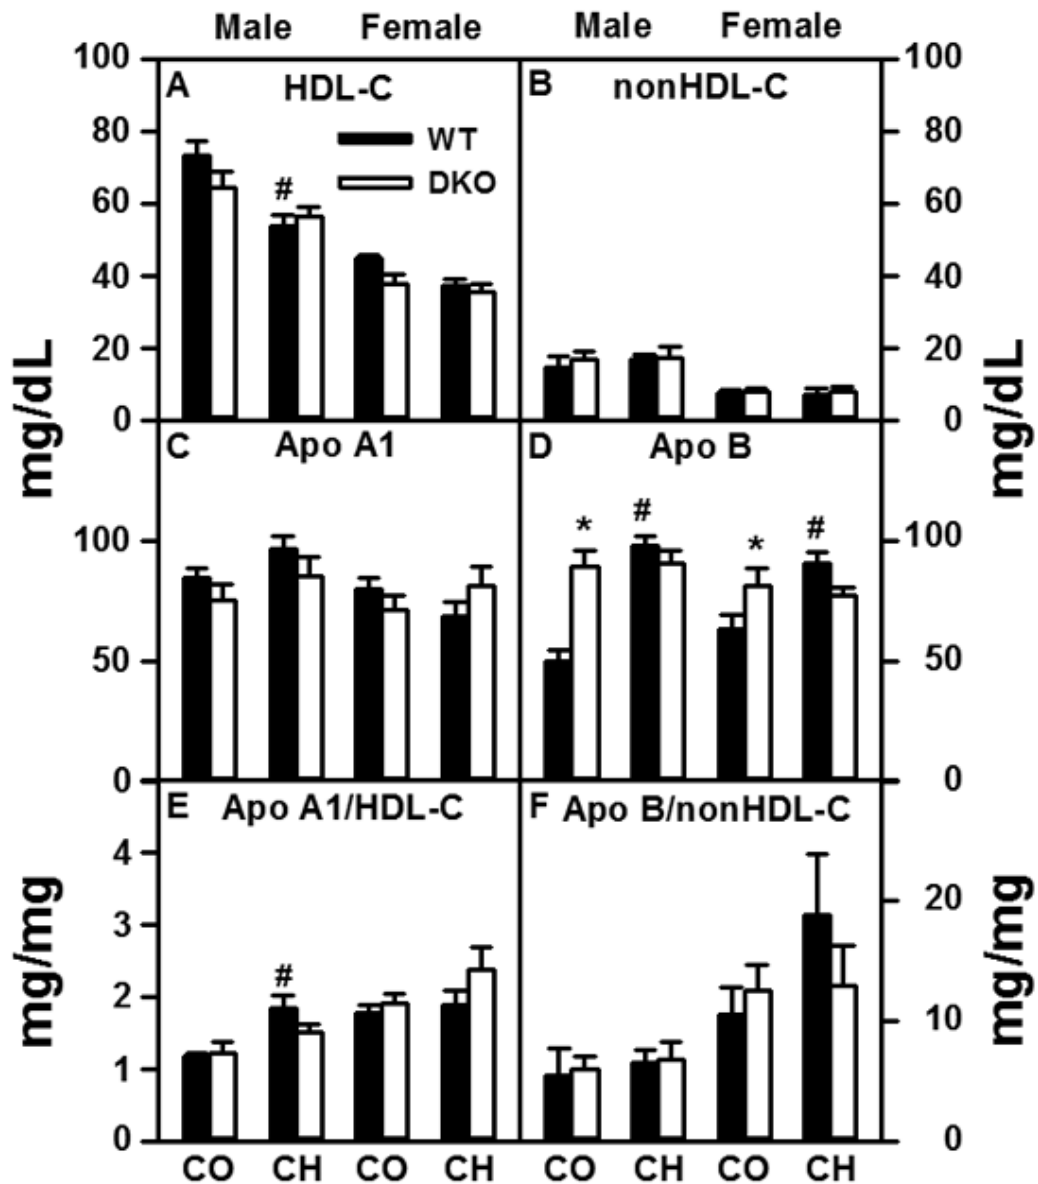 Male Female Male Female
100 A HDL-C B nonHDL-C 100
80 WT 80
DKO
60 # 60
40 40
20 20
mg/dL mg/dL
0 0
C Apo A1 D Apo B
100 * # * # 100
50 50
0 0
E Apo A1/HDL-C F Apo B/nonHDL-C
4
3 20
mg/mg mg/mg
2 #
10
1
0 0
CO CH CO CH CO CH CO CH